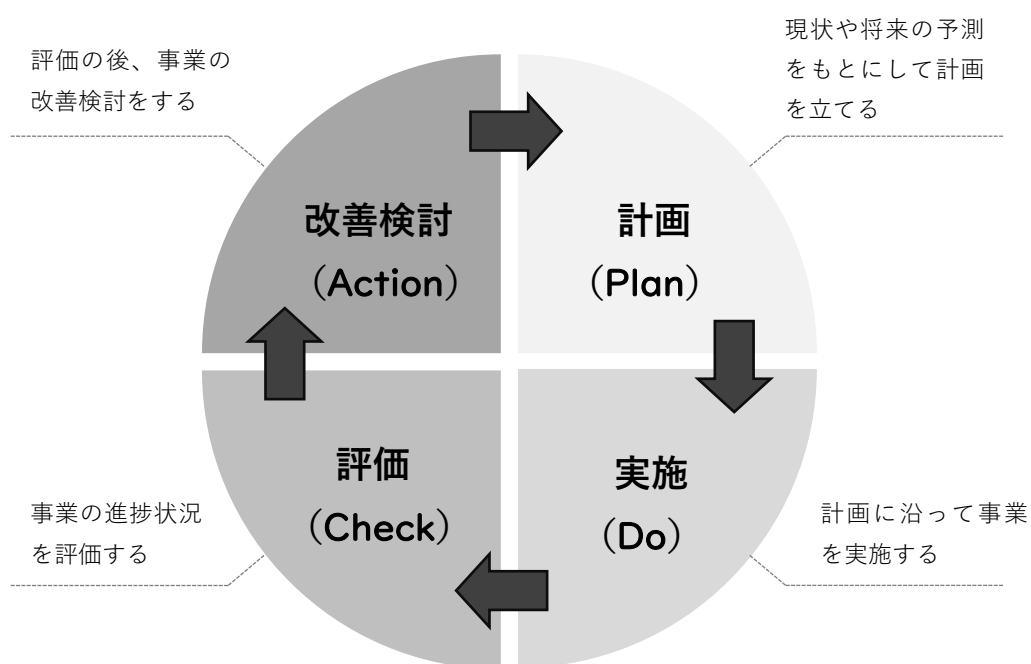 評価の後、事業の
改善検討をする
現状や将来の予測
をもとにして計画
を立てる
改善検討
（Action）
計画
（Plan）
評価
（Check）
実施
（Do）
事業の進捗状況
を評価する
計画に沿って事業
を実施する